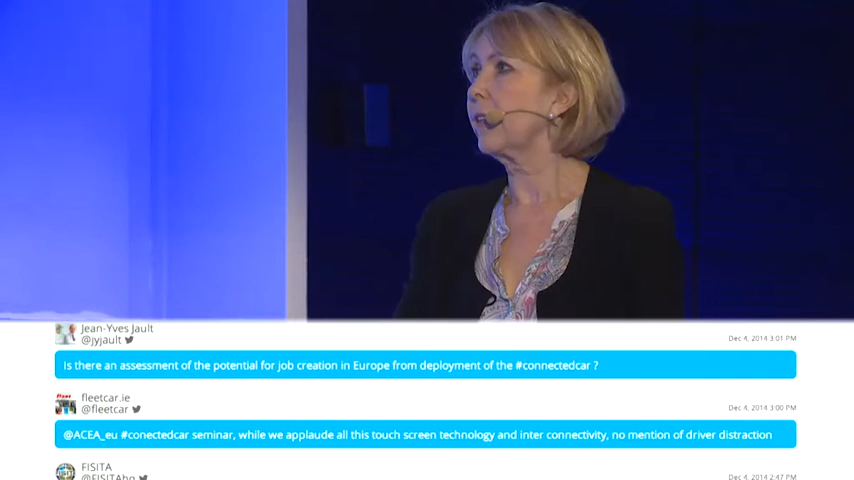 Jean-Yves Jault
@jyjault
Dec 4, 2014 3:01 PM
Is there an assessment of the potential for job creation in Europe from deployment of the #connectedcar ?
fleetcar.ie
@fleetcar
Dec 4, 2014 3:00 PM
@ACEA_eu #conectedcar seminar, while we applaude all this touch screen technology and inter connectivity, no mention of driver distraction
FISITA
@FISITAhq
Dec 4, 2014 2:47 PM